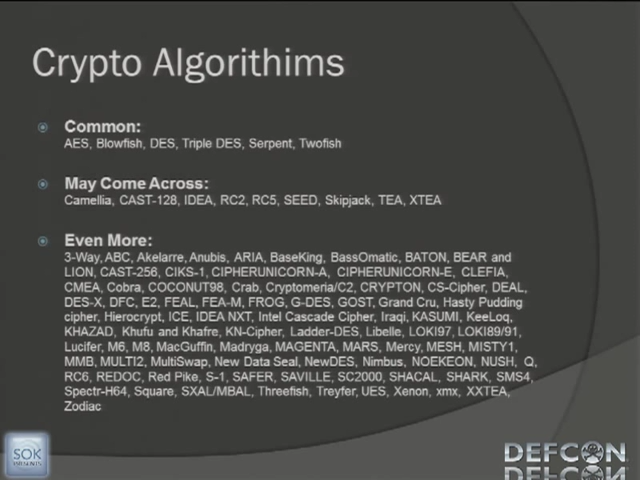 Crypto Algorithims
Common:
AES, Blowfish, DES, Triple DES, Serpent, Twofish
May Come Across:
Camellia, CAST-128, IDEA, RC2, RC5, SEED, Skipjack, TEA, XTEA
Even More:
3-Way, ABC, Akelarre, Anubis, ARIA, BaseKing, BassOmatic, BATON, BEAR and
LION, CAST-256, CIKS-1, CIPHERUNICORN-A, CIPHERUNICORN-E, CLEFIA,
CMEA, Cobra, COCONUT98, Crab, Cryptomeria/C2, CRYPTON, CS-Cipher, DEAL,
DES-X, DFC, E2, FEAL, FEA-M, FROG, G-DES, GOST, Grand Cru, Hasty Pudding
cipher, Hierocrypt, ICE, IDEA NXT, Intel Cascade Cipher, Iraqi, KASUMI, KeeLoq,
KHAZAD, Khufu and Khafre, KN-Cipher, Ladder-DES, Libelle, LOKI97, LOKI89/91,
Lucifer, M6, M8, MacGuffin, Madryga, MAGENTA, MARS, Mercy, MESH, MISTY1,
MMB, MULTI2, MultiSwap, New Data Seal, NewDES, Nimbus, NOEKEON, NUSH, Q,
RC6, REDOC, Red Pike, S-1, SAFER, SAVILLE, SC2000, SHACAL, SHARK, SMS4,
Spectr-H64, Square, SXAL/MBAL, Threefish, Treyfer, UES, Xenon, xmx, XXTEA,
Zodiac
SOK
PRESENTS
DEFCON